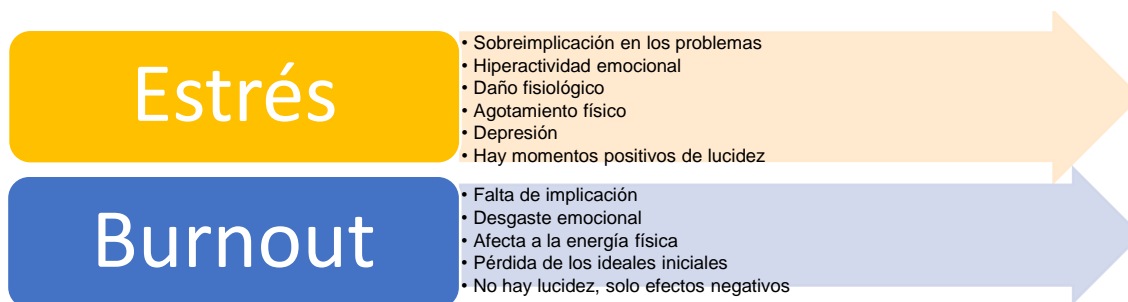 Estrés
• Sobreimplicación en los problemas
• Hiperactividad emocional
• Daño fisiológico
• Agotamiento físico
• Depresión
• Hay momentos positivos de lucidez
Burnout
• Falta de implicación
• Desgaste emocional
• Afecta a la energía física
• Pérdida de los ideales iniciales
• No hay lucidez, solo efectos negativos